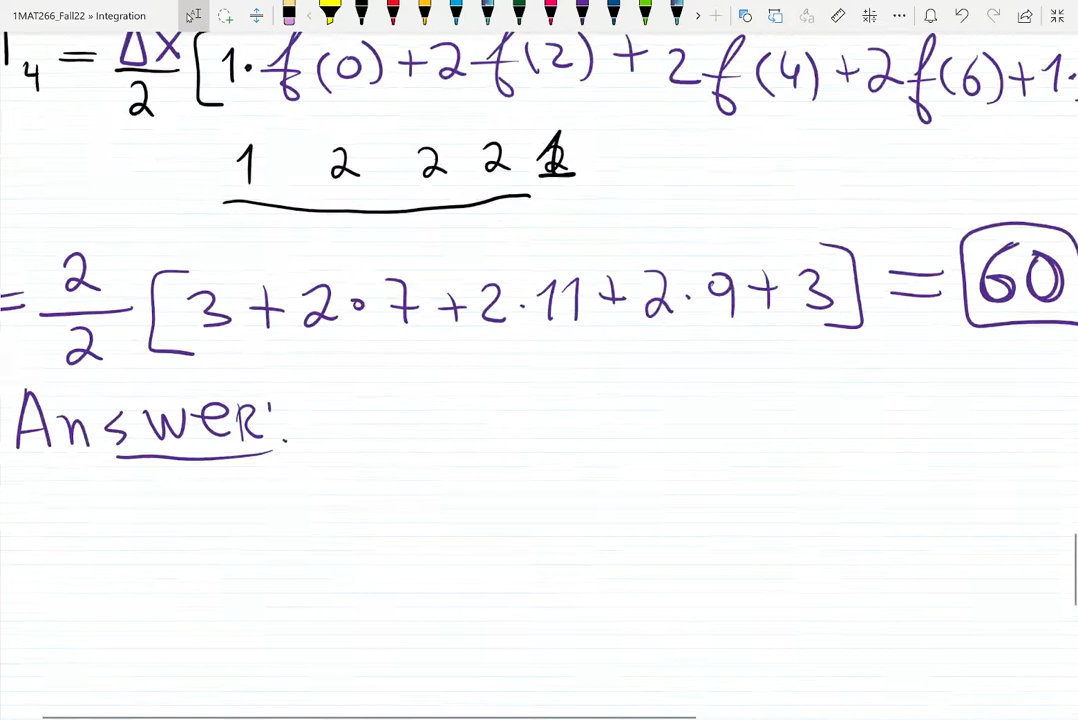 1MAT266_Fall22 » Integration
T₄ = Δx/2 [1·f(0)+2f(2)+2f(4)+2f(6)+1·
1 2 2 2 1
= 2/2 [3+2·7+2·11+2·9+3] = 60
Answer: